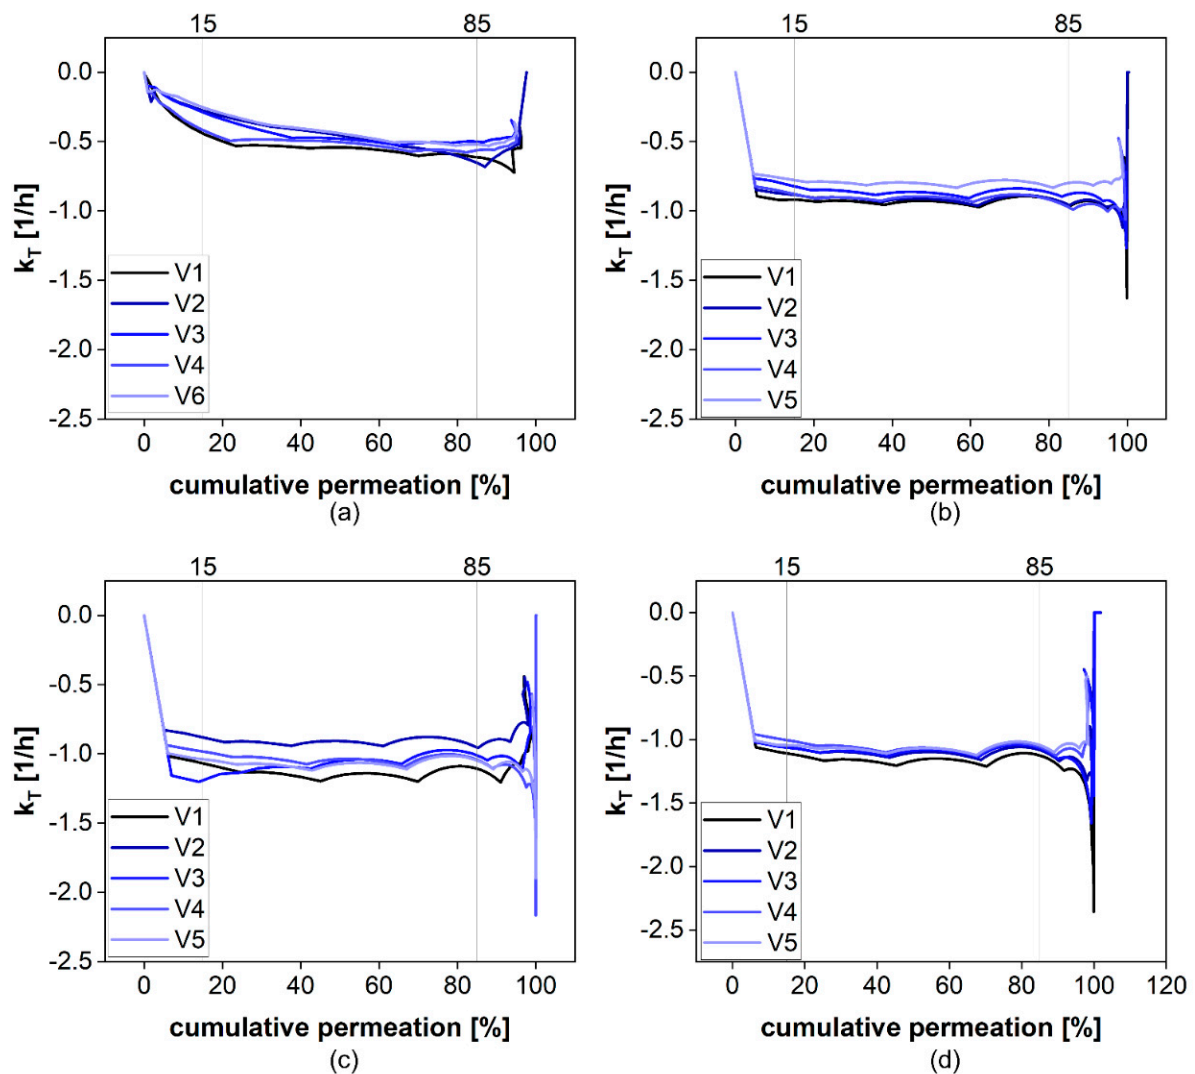 15 85
0.0
-0.5
-1.0
-1.5
-2.0
-2.5
k_T [1/h]
V1
V2
V3
V4
V6
0 20 40 60 80 100
cumulative permeation [%]
(a)
15 85
0.0
-0.5
-1.0
-1.5
-2.0
-2.5
k_T [1/h]
V1
V2
V3
V4
V5
0 20 40 60 80 100
cumulative permeation [%]
(b)
15 85
0.0
-0.5
-1.0
-1.5
-2.0
-2.5
k_T [1/h]
V1
V2
V3
V4
V5
0 20 40 60 80 100
cumulative permeation [%]
(c)
15 85
0.0
-0.5
-1.0
-1.5
-2.0
-2.5
k_T [1/h]
V1
V2
V3
V4
V5
0 20 40 60 80 100 120
cumulative permeation [%]
(d)